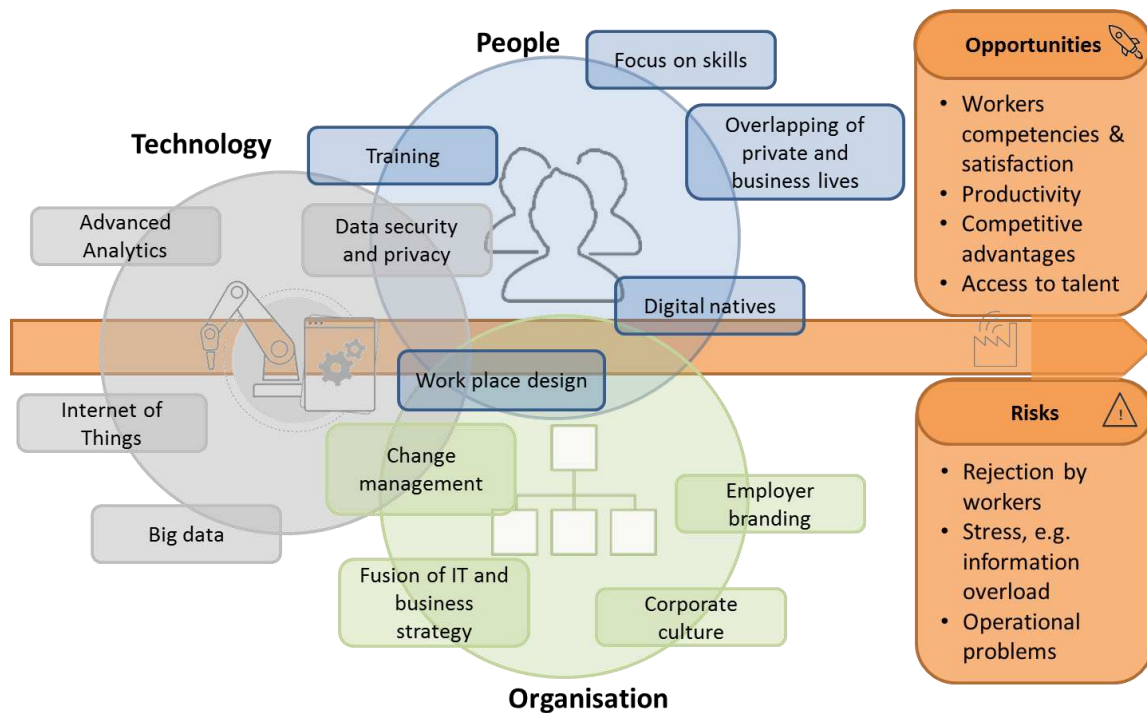 People
Focus on skills
Overlapping of
private and
business lives
Technology
Training
Advanced
Analytics
Data security
and privacy
Digital natives
Work place design
Internet of
Things
Big data
Change
management
Employer
branding
Fusion of IT and
business
strategy
Corporate
culture
Organisation
Opportunities
• Workers
competencies &
satisfaction
• Productivity
• Competitive
advantages
• Access to talent
Risks
!
• Rejection by
workers
• Stress, e.g.
information
overload
• Operational
problems